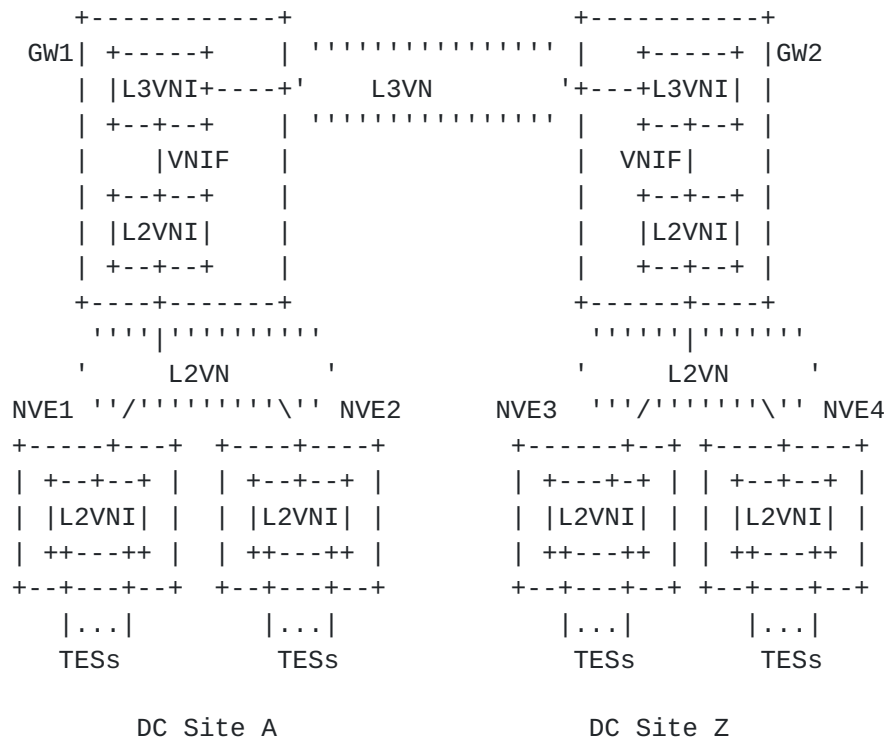 GW1 GW2
L3VNI L3VN L3VNI
VNIF VNIF
L2VNI L2VNI
L2VN L2VN
NVE1 NVE2 NVE3 NVE4
L2VNI L2VNI L2VNI L2VNI
|...| |...| |...| |...|
TESs TESs TESs TESs
DC Site A DC Site Z